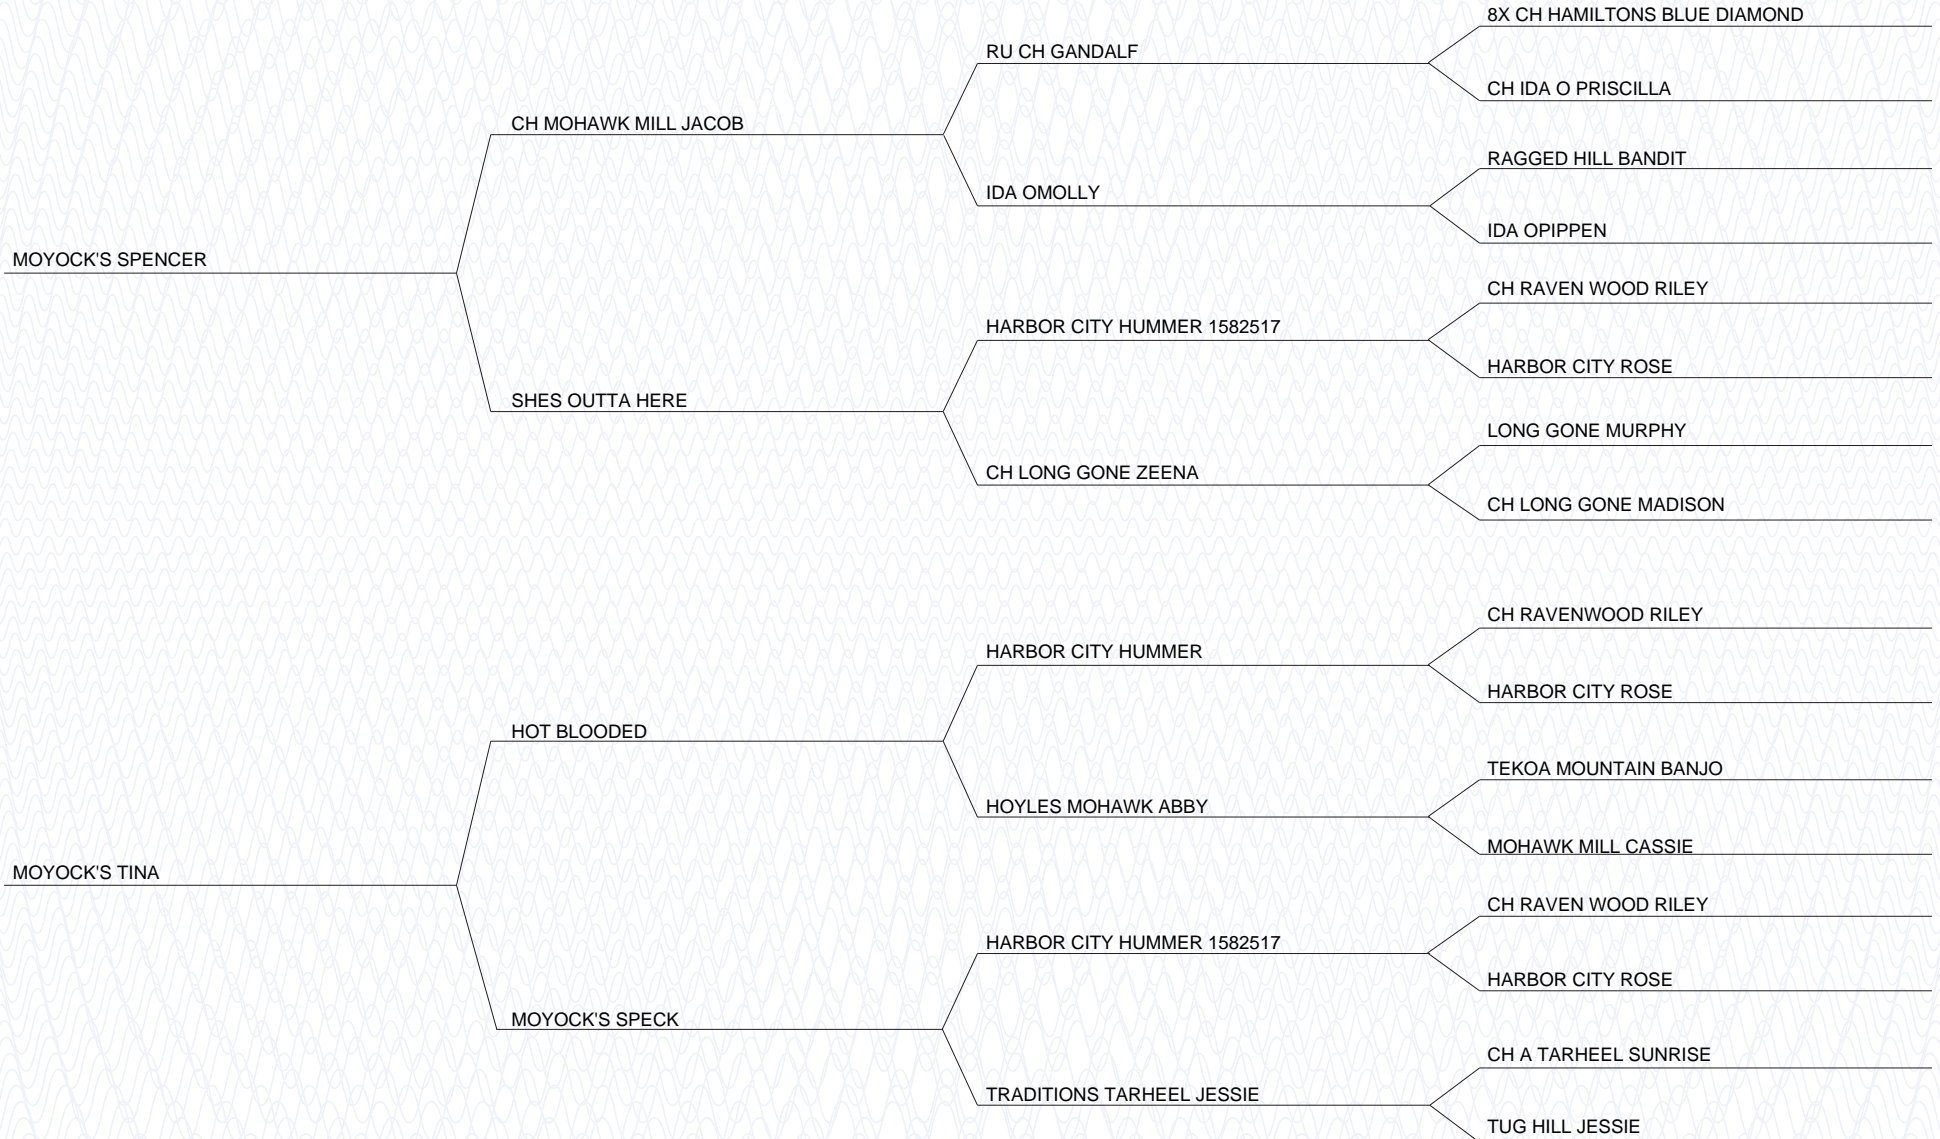 8X CH HAMILTONS BLUE DIAMOND
RU CH GANDALF
CH IDA O PRISCILLA
CH MOHAWK MILL JACOB
RAGGED HILL BANDIT
IDA OMOLLY
IDA OPIPPEN
MOYOCK'S SPENCER
CH RAVEN WOOD RILEY
HARBOR CITY HUMMER 1582517
HARBOR CITY ROSE
SHES OUTTA HERE
LONG GONE MURPHY
CH LONG GONE ZEENA
CH LONG GONE MADISON
CH RAVENWOOD RILEY
HARBOR CITY HUMMER
HARBOR CITY ROSE
HOT BLOODED
TEKOA MOUNTAIN BANJO
HOYLES MOHAWK ABBY
MOHAWK MILL CASSIE
MOYOCK'S TINA
CH RAVEN WOOD RILEY
HARBOR CITY HUMMER 1582517
HARBOR CITY ROSE
MOYOCK'S SPECK
CH A TARHEEL SUNRISE
TRADITIONS TARHEEL JESSIE
TUG HILL JESSIE